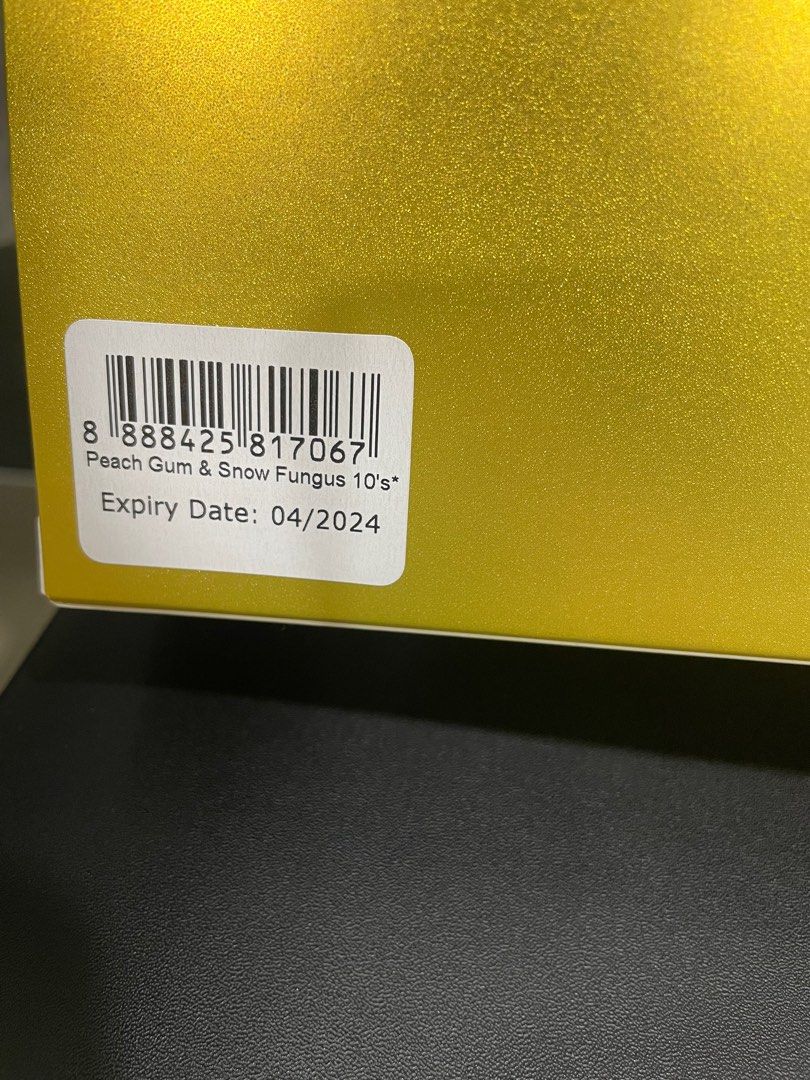 8 888425 817067
Peach Gum & Snow Fungus 10's*
Expiry Date: 04/2024